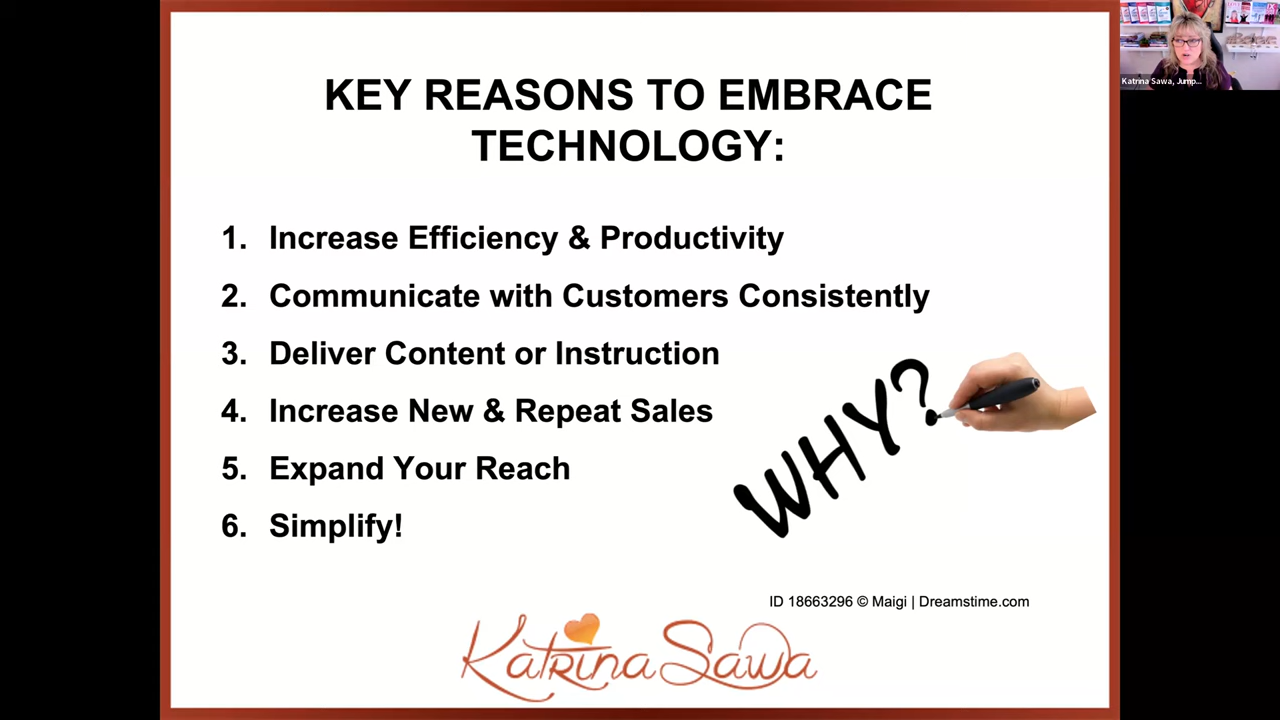 KEY REASONS TO EMBRACE
TECHNOLOGY:
1. Increase Efficiency & Productivity
2. Communicate with Customers Consistently
3. Deliver Content or Instruction
4. Increase New & Repeat Sales
5. Expand Your Reach
6. Simplify!
WHY?
ID 18663296 © Maigi | Dreamstime.com
Katrina Sawa
Katrina Sawa, Jump...